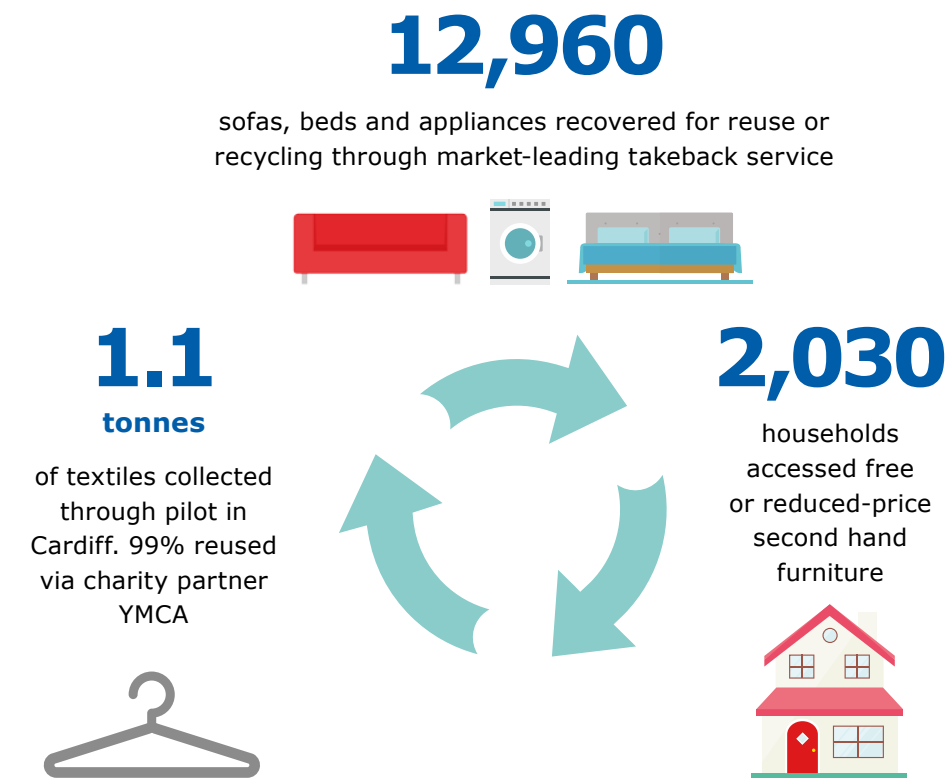 12,960
sofas, beds and appliances recovered for reuse or
recycling through market-leading takeback service
1.1
tonnes
of textiles collected
through pilot in
Cardiff. 99% reused
via charity partner
YMCA
2,030
households
accessed free
or reduced-price
second hand
furniture